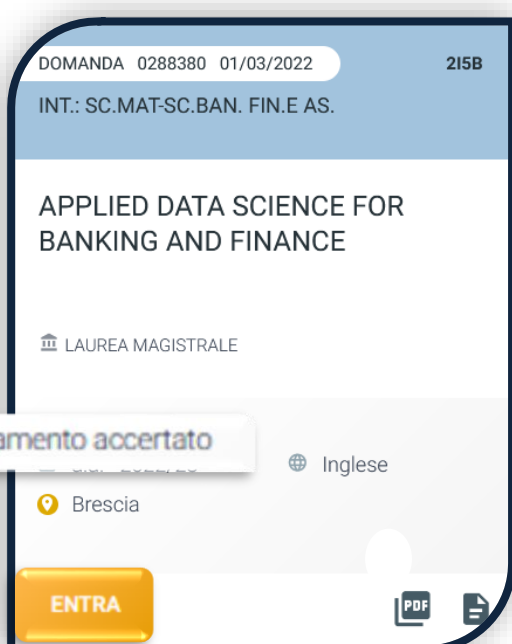 DOMANDA 0288380 01/03/2022 2I5B
INT.: SC.MAT-SC.BAN. FIN.E AS.
APPLIED DATA SCIENCE FOR
BANKING AND FINANCE
LAUREA MAGISTRALE
amento accertato
Inglese
Brescia
ENTRA
PDF